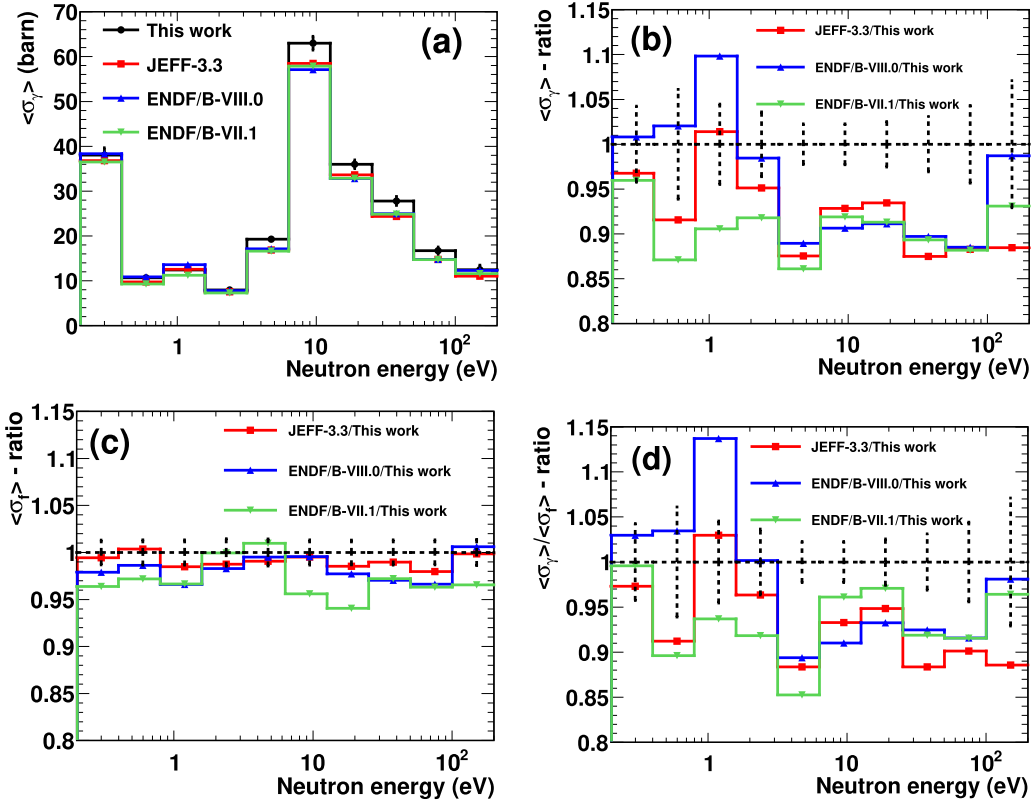 <σγ> (barn)
70
60
50
40
30
20
10
0
This work
JEFF-3.3
ENDF/B-VIII.0
ENDF/B-VII.1
(a)
1 10 10²
Neutron energy (eV)
<σγ> - ratio
1.15
1.1
1.05
1
0.95
0.9
0.85
0.8
(b)
JEFF-3.3/This work
ENDF/B-VIII.0/This work
ENDF/B-VII.1/This work
1 10 10²
Neutron energy (eV)
<σf> - ratio
1.15
1.1
1.05
1
0.95
0.9
0.85
0.8
(c)
JEFF-3.3/This work
ENDF/B-VIII.0/This work
ENDF/B-VII.1/This work
1 10 10²
Neutron energy (eV)
<σγ>/<σf> - ratio
1.15
1.1
1.05
1
0.95
0.9
0.85
0.8
(d)
JEFF-3.3/This work
ENDF/B-VIII.0/This work
ENDF/B-VII.1/This work
1 10 10²
Neutron energy (eV)